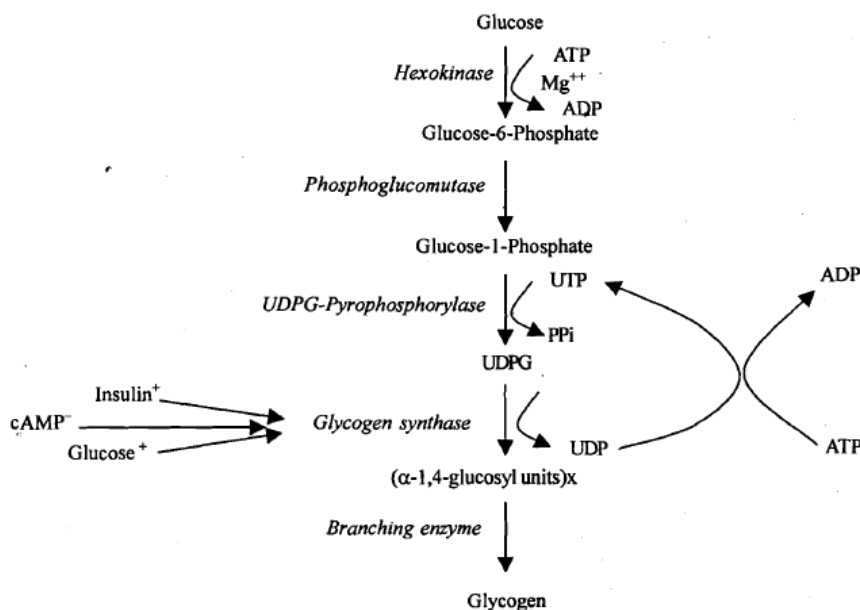 Glucose
ATP
Hexokinase
Mg++
ADP
Glucose-6-Phosphate
Phosphoglucomutase
Glucose-1-Phosphate
UTP
ADP
UDPG-Pyrophosphorylase
PPi
UDPG
Insulin+
cAMP–
Glycogen synthase
Glucose +
UDP
ATP
(α-1,4-glucosyl units)x
Branching enzyme
Glycogen